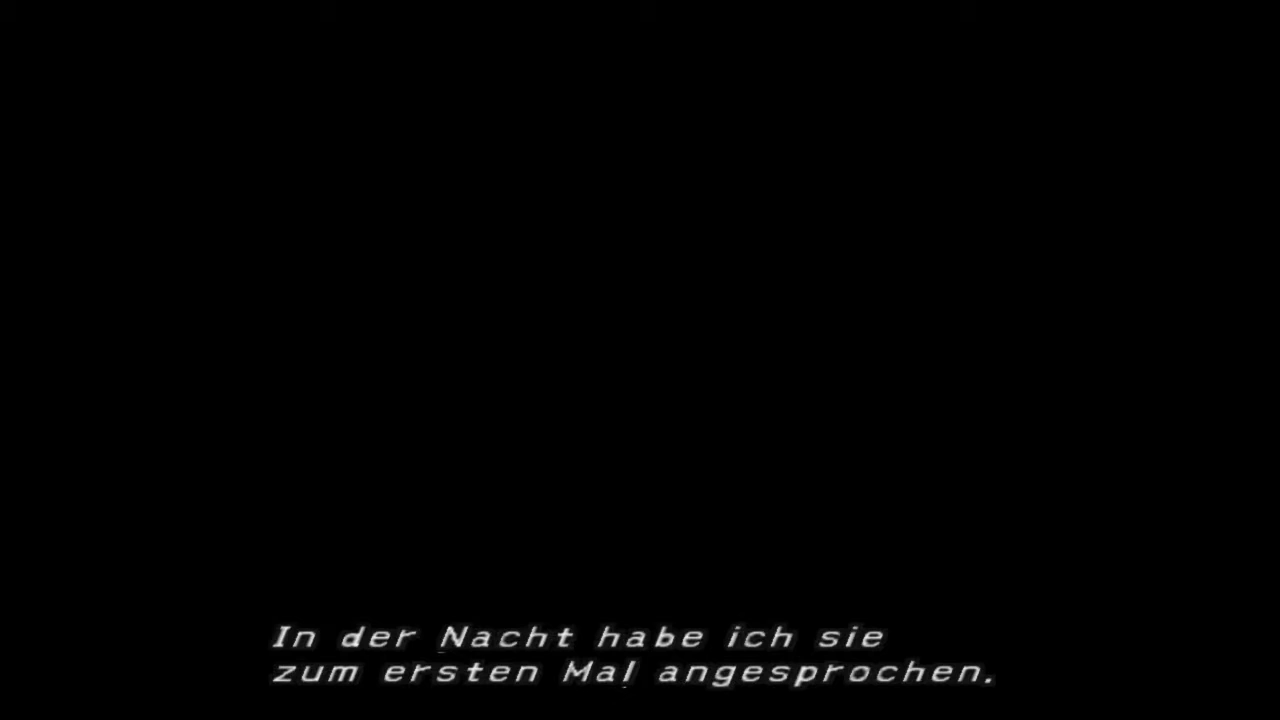 In der Nacht habe ich sie
zum ersten Mal angesprochen.